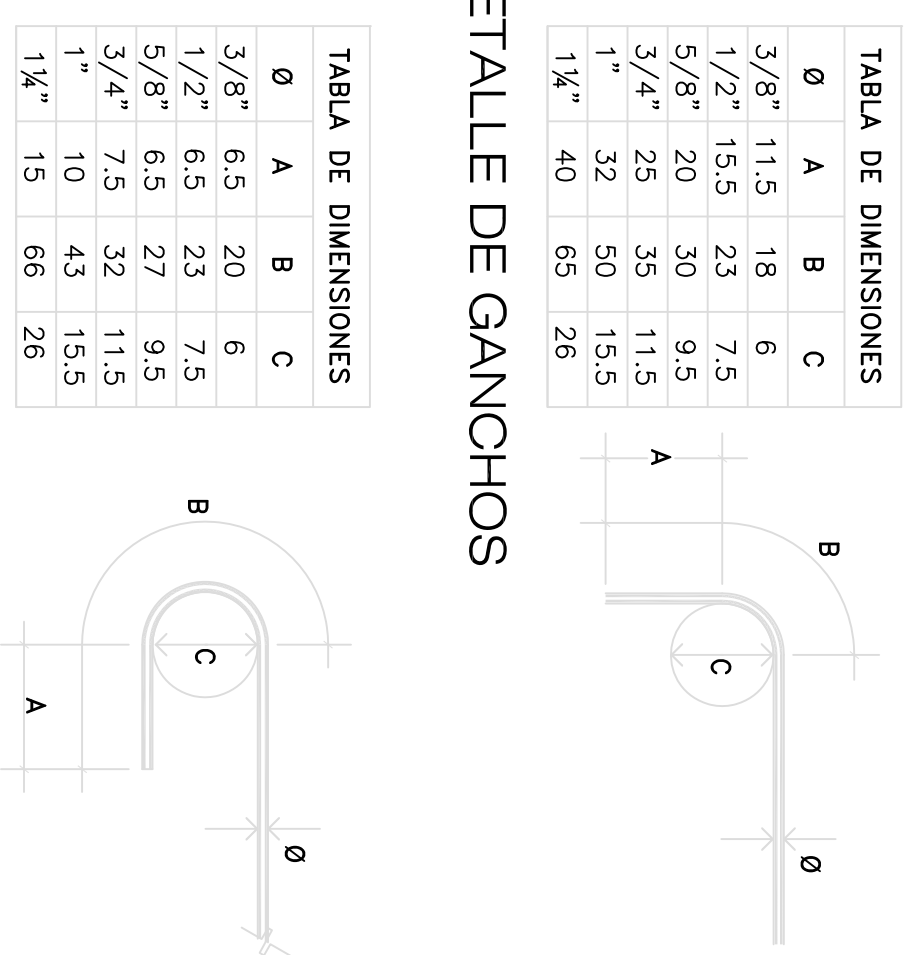 TABLA DE DIMENSIONES
Ø A B C
3/8" 11.5 18 6
1/2" 15.5 23 7.5
5/8" 20 30 9.5
3/4" 25 35 11.5
1" 32 50 15.5
1¼" 40 65 26
A
B
C
Ø
ETALLE DE GANCHOS
TABLA DE DIMENSIONES
Ø A B C
3/8" 6.5 20 6
1/2" 6.5 23 7.5
5/8" 6.5 27 9.5
3/4" 7.5 32 11.5
1" 10 43 15.5
1¼" 15 66 26
B
C
A
Ø